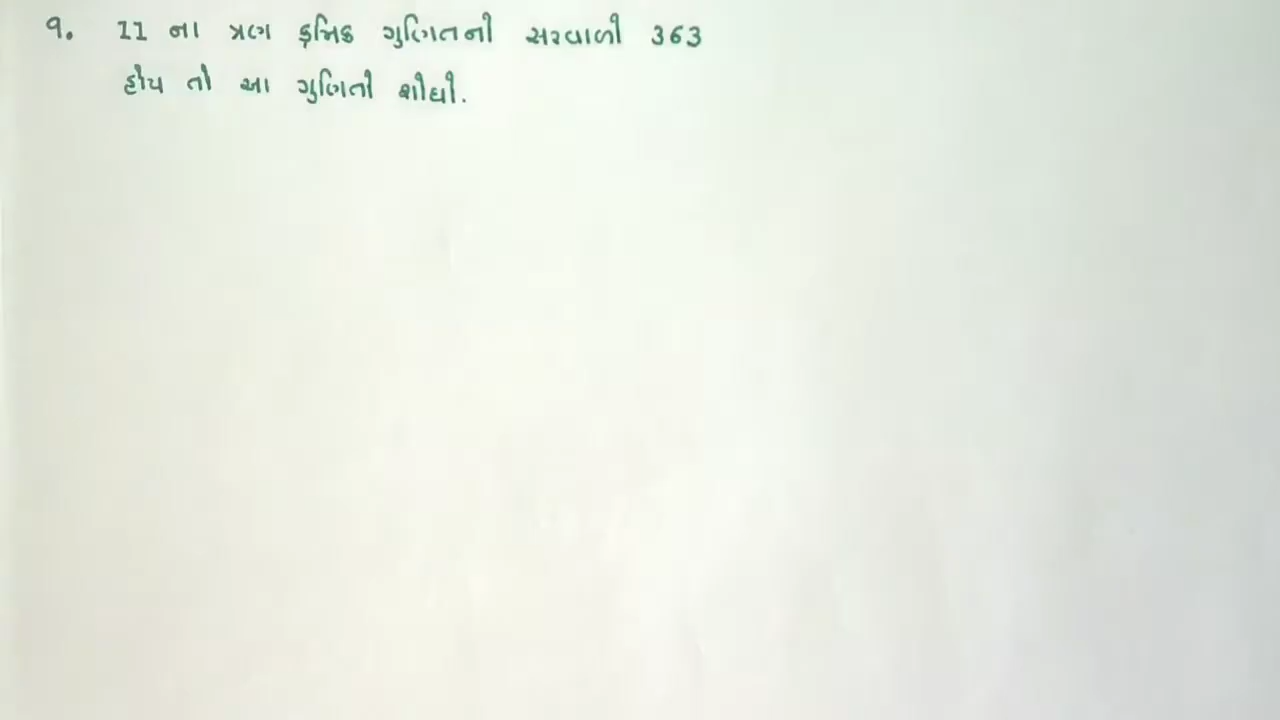 ૧. 11 ના ત્રણ ક્રમિક ગુણિતનો સરવાળો 363
હોય તો આ ગુણિતો શોધો.